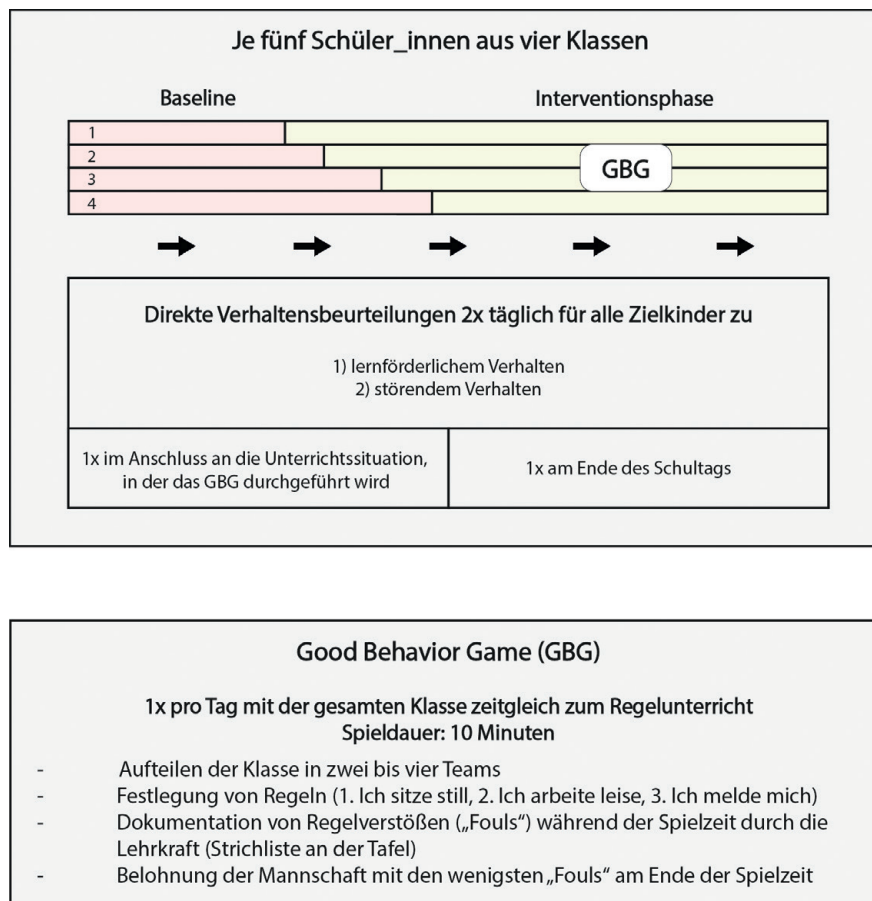 Je fünf Schüler_innen aus vier Klassen
Baseline
Interventionsphase
1
2
3
4
GBG
Direkte Verhaltensbeurteilungen 2x täglich für alle Zielkinder zu
1) lernförderlichem Verhalten
2) störendem Verhalten
1x im Anschluss an die Unterrichtssituation,
in der das GBG durchgeführt wird
1x am Ende des Schultags
Good Behavior Game (GBG)
1x pro Tag mit der gesamten Klasse zeitgleich zum Regelunterricht
Spieldauer: 10 Minuten
- Aufteilen der Klasse in zwei bis vier Teams
- Festlegung von Regeln (1. Ich sitze still, 2. Ich arbeite leise, 3. Ich melde mich)
- Dokumentation von Regelverstößen („Fouls“) während der Spielzeit durch die
Lehrkraft (Strichliste an der Tafel)
- Belohnung der Mannschaft mit den wenigsten „Fouls“ am Ende der Spielzeit